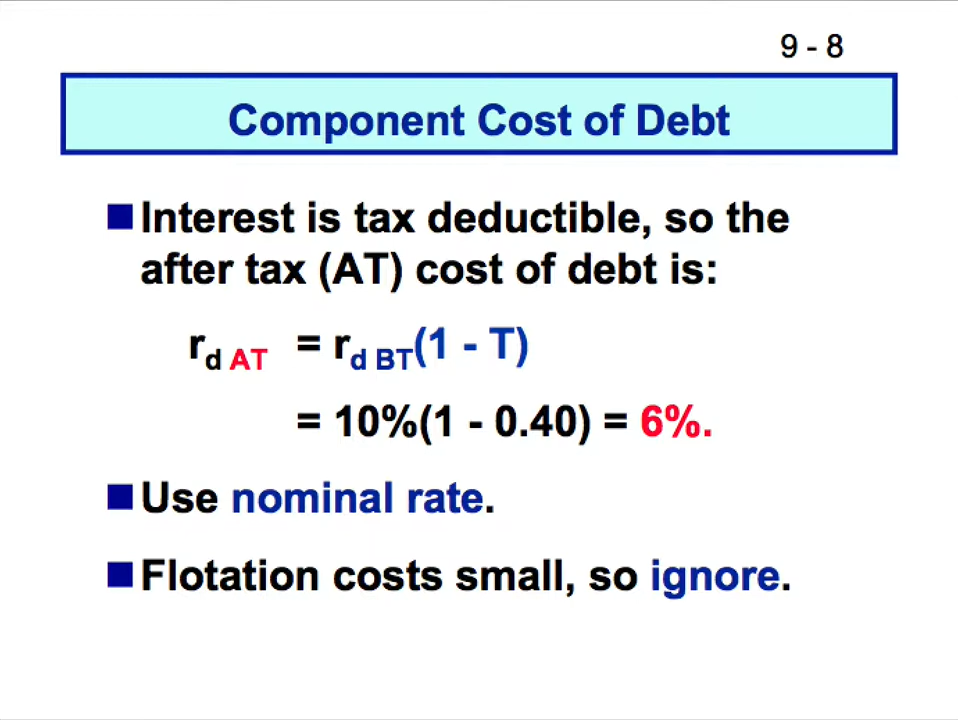 9 - 8
Component Cost of Debt
Interest is tax deductible, so the
after tax (AT) cost of debt is:
rd AT = rd BT(1 - T)
= 10%(1 - 0.40) = 6%.
Use nominal rate.
Flotation costs small, so ignore.